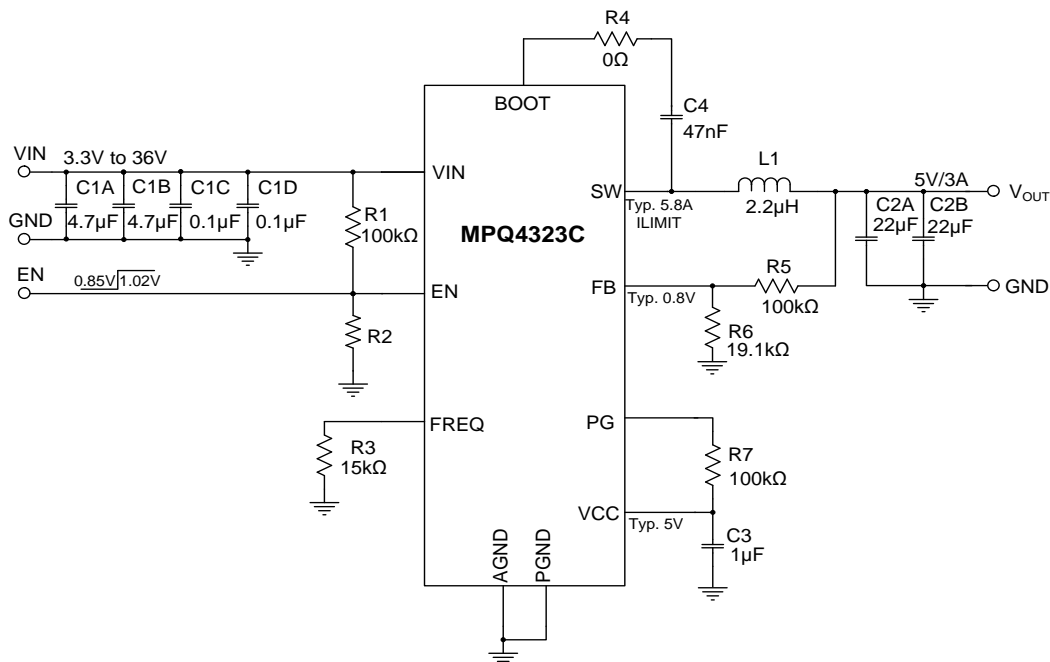 R4
0Ω
BOOT
C4
47nF
VIN
3.3V to 36V
C1A
C1B
C1C
C1D
4.7µF
4.7µF
0.1µF
0.1µF
GND
VIN
R1
100kΩ
SW
Typ. 5.8A
ILIMIT
L1
2.2µH
5V/3A
VOUT
C2A
C2B
22µF
22µF
MPQ4323C
EN
0.85V
1.02V
EN
FB
Typ. 0.8V
R5
100kΩ
GND
R2
R6
19.1kΩ
FREQ
R3
15kΩ
PG
R7
100kΩ
VCC
Typ. 5V
C3
1µF
AGND
PGND